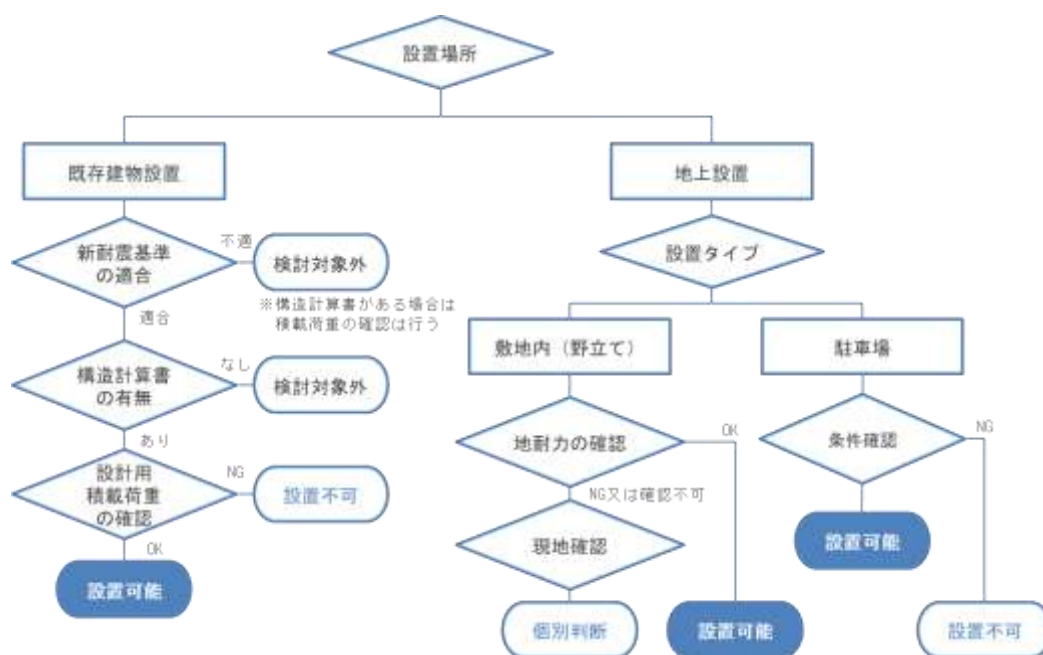 設置場所
既存建物設置
新耐震基準
の適合
不適
検討対象外
※構造計算書がある場合は
積載荷重の確認は行う
適合
構造計算書
の有無
なし
検討対象外
あり
設計用
積載荷重
の確認
NG
設置不可
OK
設置可能
地上設置
設置タイプ
敷地内（野立て）
地耐力の確認
OK
NG又は確認不可
現地確認
個別判断
設置可能
駐車場
条件確認
NG
設置可能
設置不可